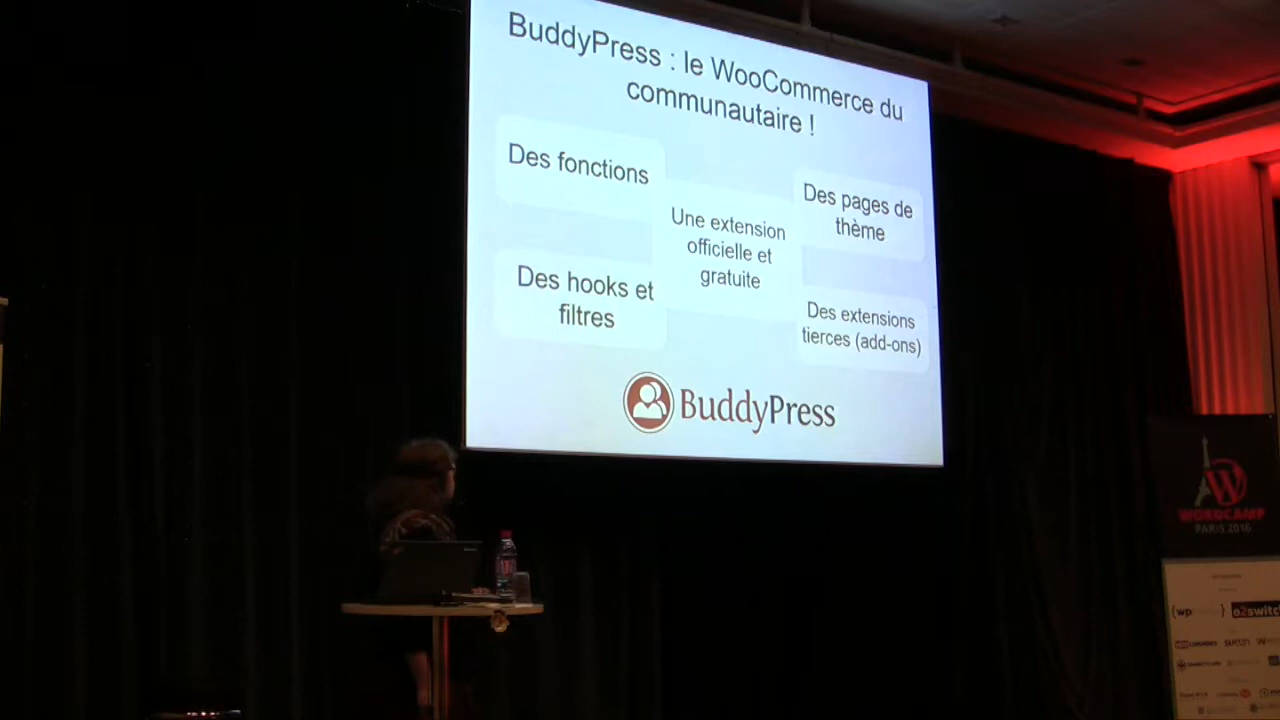 BuddyPress : le WooCommerce du
communautaire !
Des fonctions
Des pages de
thème
Une extension
officielle et
gratuite
Des hooks et
filtres
Des extensions
tierces (add-ons)
BuddyPress
WORDCAMP
PARIS 2016
(wp }
o2switch